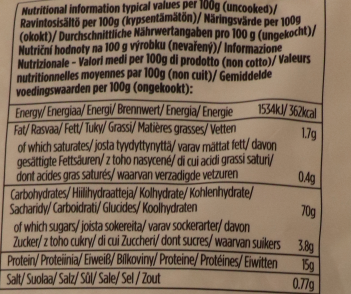 Nutritional information typical values per 100g (uncooked)/
Ravintosisältö per 100g (kypsentämätön)/ Näringsvärde per 100g
(okokt)/ Durchschnittliche Nährwertangaben pro 100 g (ungekocht)/
Nutriční hodnoty na 100 g výrobku (nevařený)/ Informazione
Nutrizionale - Valori medi per 100g di prodotto (non cotto)/ Valeurs
nutritionnelles moyennes par 100g (non cuit)/ Gemiddelde
voedingswaarden per 100g (ongekookt):
Energy/ Energiaa/ Energi/ Brennwert/ Energia/ Energie 1534kJ/ 362kcal
Fat/ Rasvaa/ Fett/ Tuky/ Grassi/ Matières grasses/ Vetten 1.7g
of which saturates/ josta tyydyttynyttä/ varav mättat fett/ davon
gesättigte Fettsäuren/ z toho nasycené/ di cui acidi grassi saturi/
dont acides gras saturés/ waarvan verzadigde vetzuren 0.4g
Carbohydrates/ Hiilihydraatteja/ Kolhydrate/ Kohlenhydrate/
Sacharidy/ Carboidrati/ Glucides/ Koolhydraten 70g
of which sugars/ joista sokereita/ varav sockerarter/ davon
Zucker/ z toho cukry/ di cui Zuccheri/ dont sucres/ waarvan suikers 3.8g
Protein/ Proteiinia/ Eiweiß/ Bílkoviny/ Proteine/ Protéines/ Eiwitten 15g
Salt/ Suolaa/ Salz/ Sůl/ Sale/ Sel / Zout 0.77g